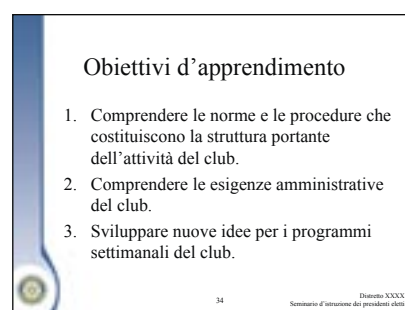 Obiettivi d'apprendimento
1. Comprendere le norme e le procedure che
costituiscono la struttura portante
dell'attività del club.
2. Comprendere le esigenze amministrative
del club.
3. Sviluppare nuove idee per i programmi
settimanali del club.
34
Distretto XXXX
Seminario d'istruzione dei presidenti eletti